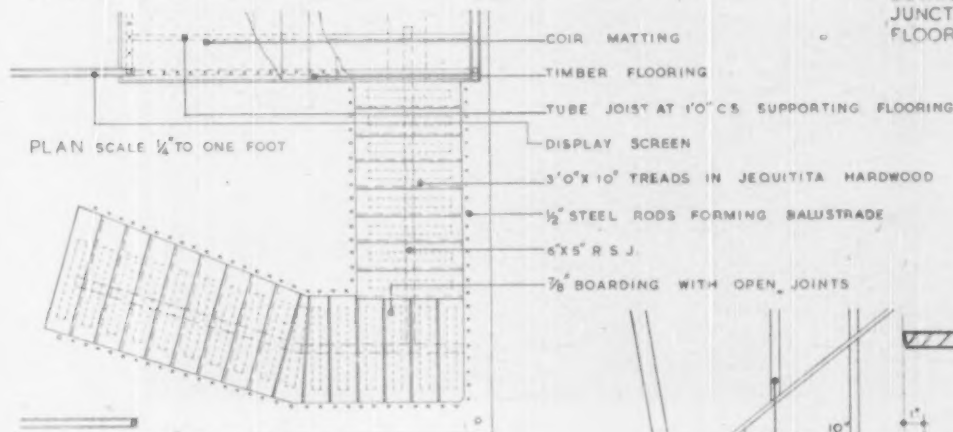 JUNCT
FLOOR
COIR MATTING
TIMBER FLOORING
TUBE JOIST AT 1'0" CS SUPPORTING FLOORING
PLAN SCALE ¼" TO ONE FOOT
DISPLAY SCREEN
3'0" X 10" TREADS IN JEQUITITA HARDWOOD
½" STEEL RODS FORMING BALUSTRADE
6" X 5" R S J.
⅞" BOARDING WITH OPEN JOINTS
10"
1"